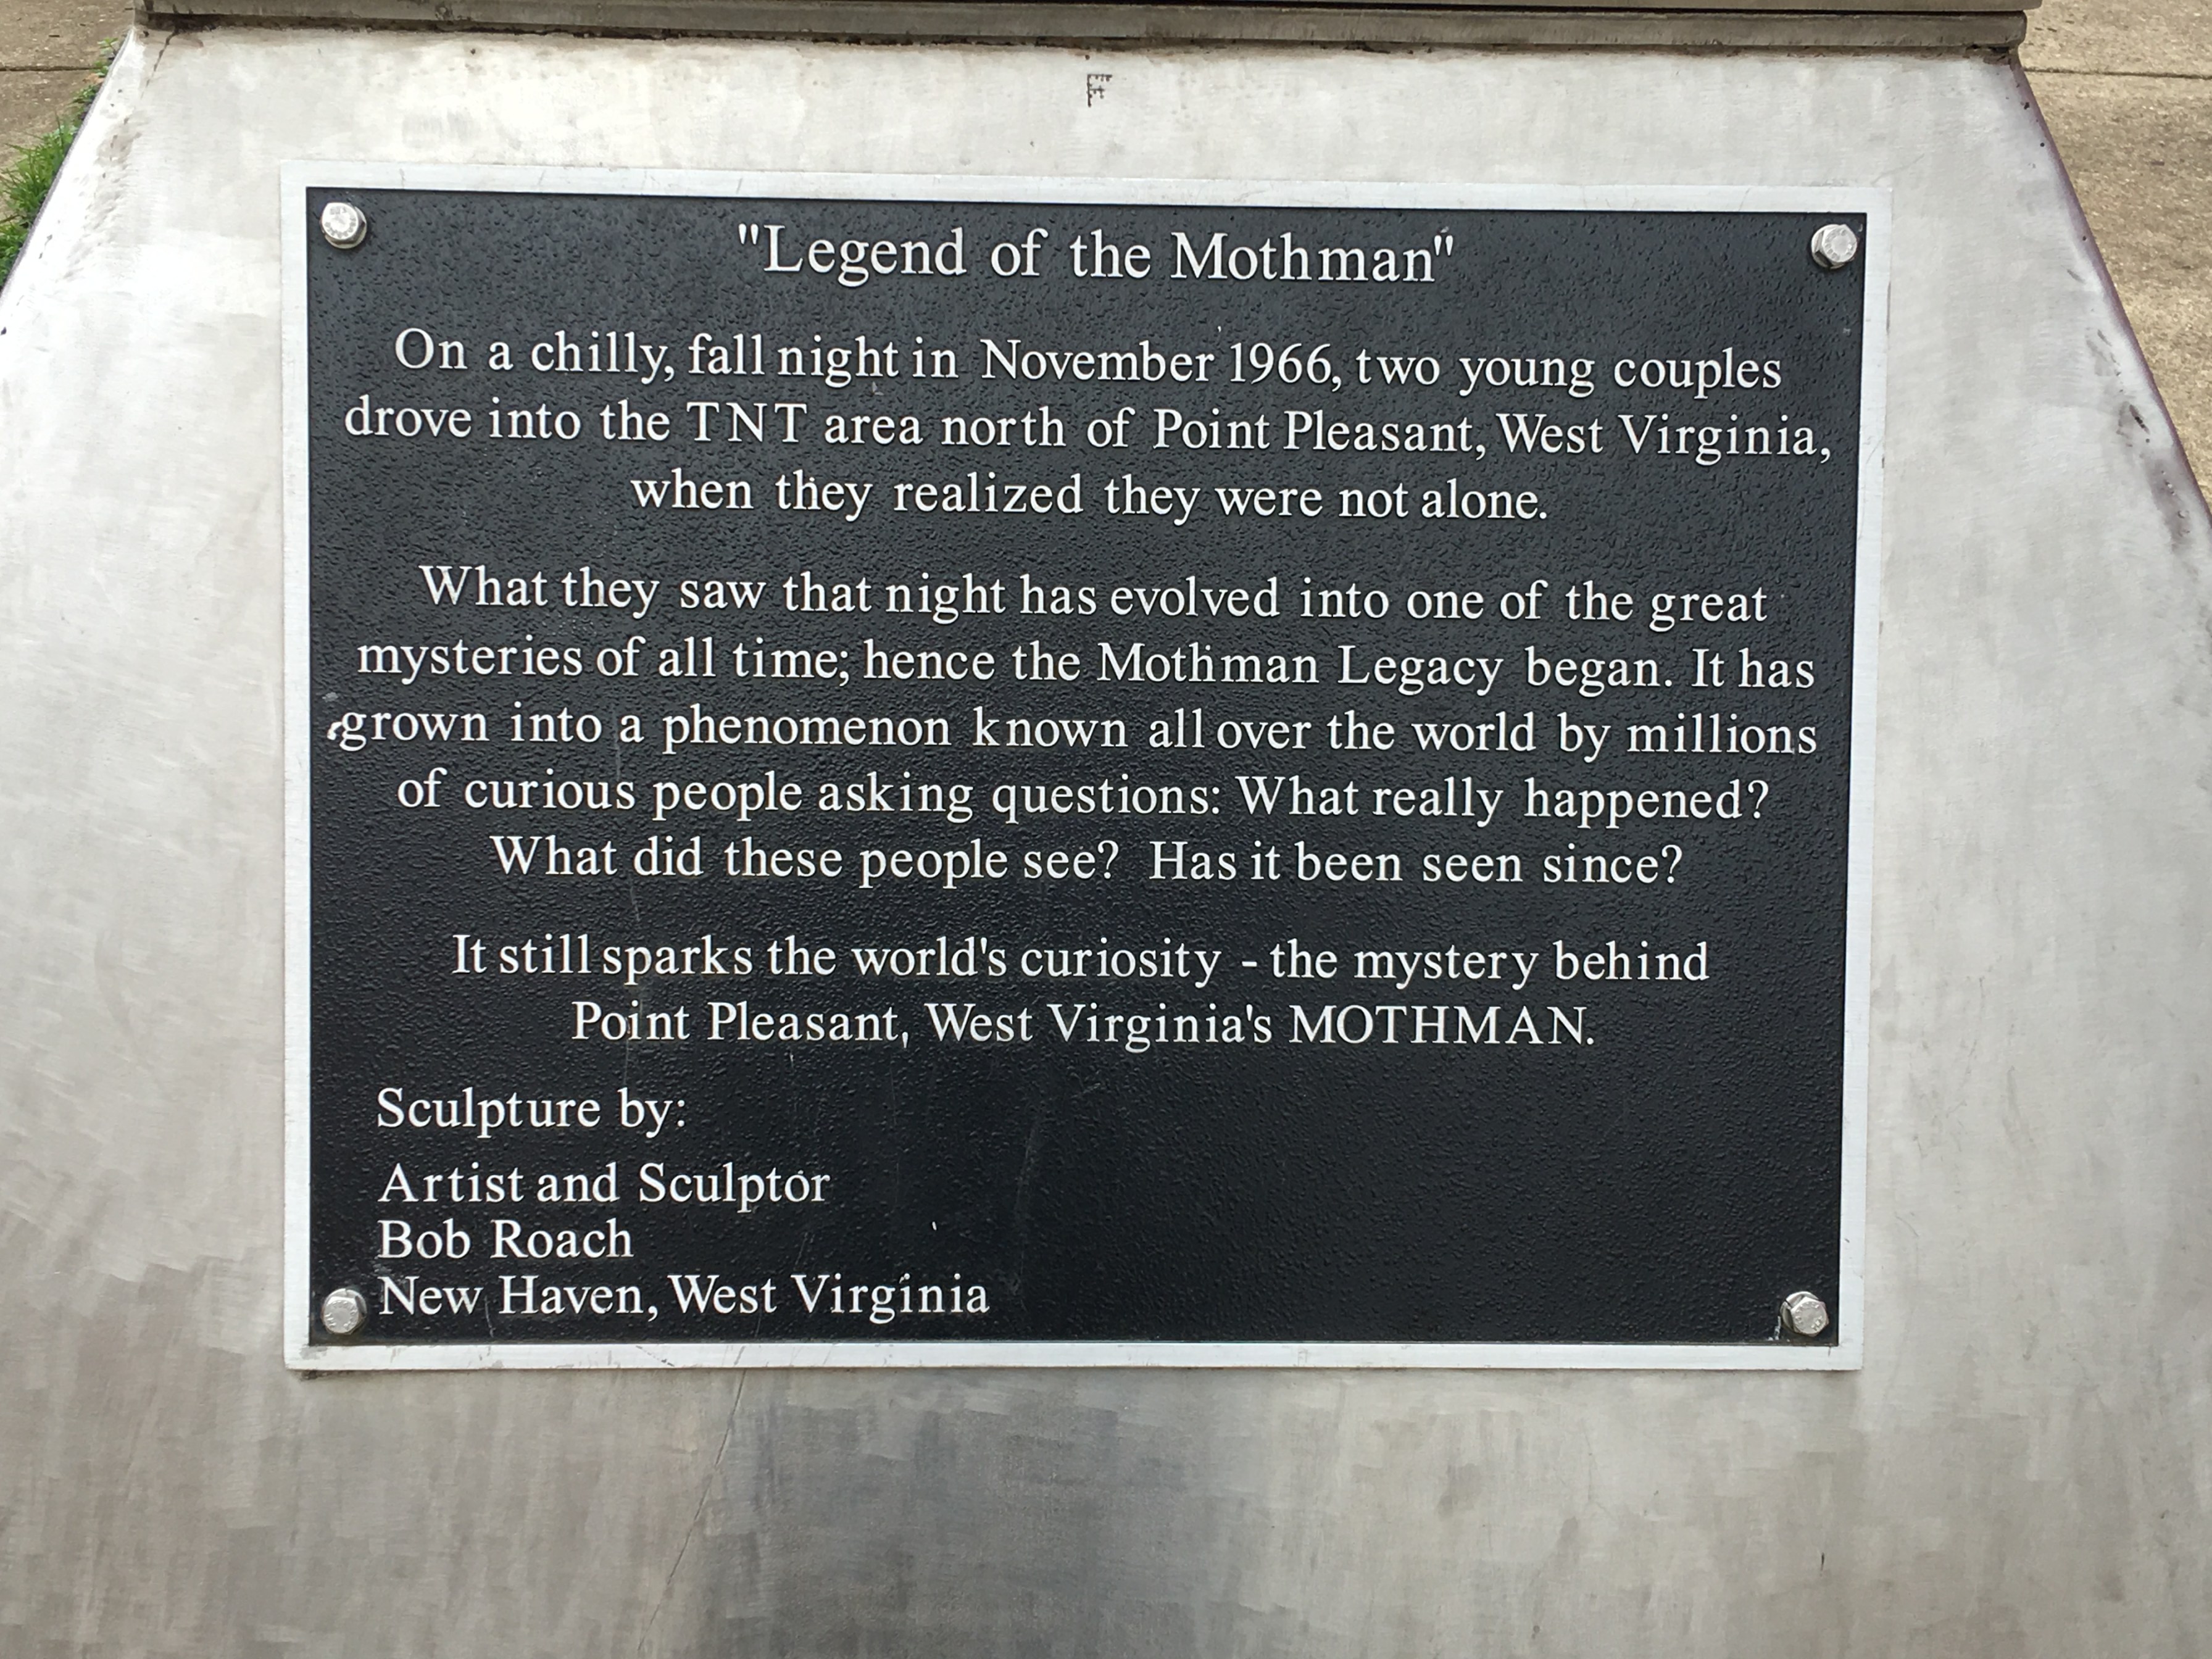 F
"Legend of the Mothman"
On a chilly, fall night in November 1966, two young couples
drove into the TNT area north of Point Pleasant, West Virginia,
when they realized they were not alone.
What they saw that night has evolved into one of the great
mysteries of all time; hence the Mothman Legacy began. It has
grown into a phenomenon known all over the world by millions
of curious people asking questions: What really happened?
What did these people see? Has it been seen since?
It still sparks the world's curiosity - the mystery behind
Point Pleasant, West Virginia's MOTHMAN.
Sculpture by:
Artist and Sculptor
Bob Roach
New Haven, West Virginia